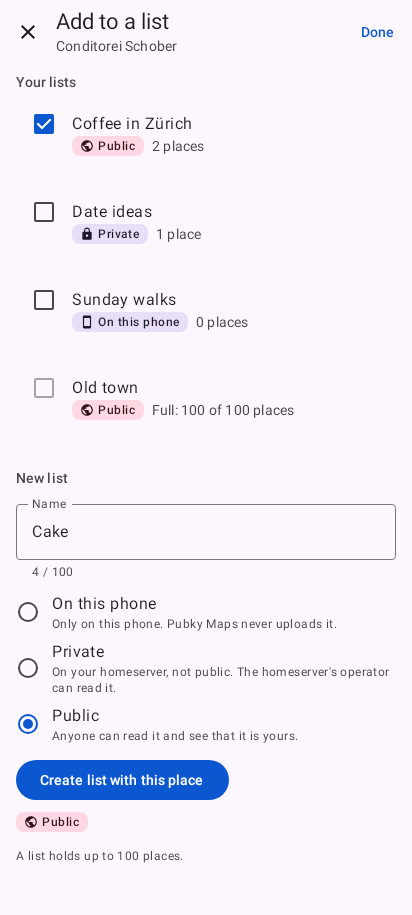 Add to a list
Conditorei Schober
Done
Your lists
Coffee in Zürich
Public 2 places
Date ideas
Private 1 place
Sunday walks
On this phone 0 places
Old town
Public Full: 100 of 100 places
New list
Name
Cake
4 / 100
On this phone
Only on this phone. Pubky Maps never uploads it.
Private
On your homeserver, not public. The homeserver's operator
can read it.
Public
Anyone can read it and see that it is yours.
Create list with this place
Public
A list holds up to 100 places.